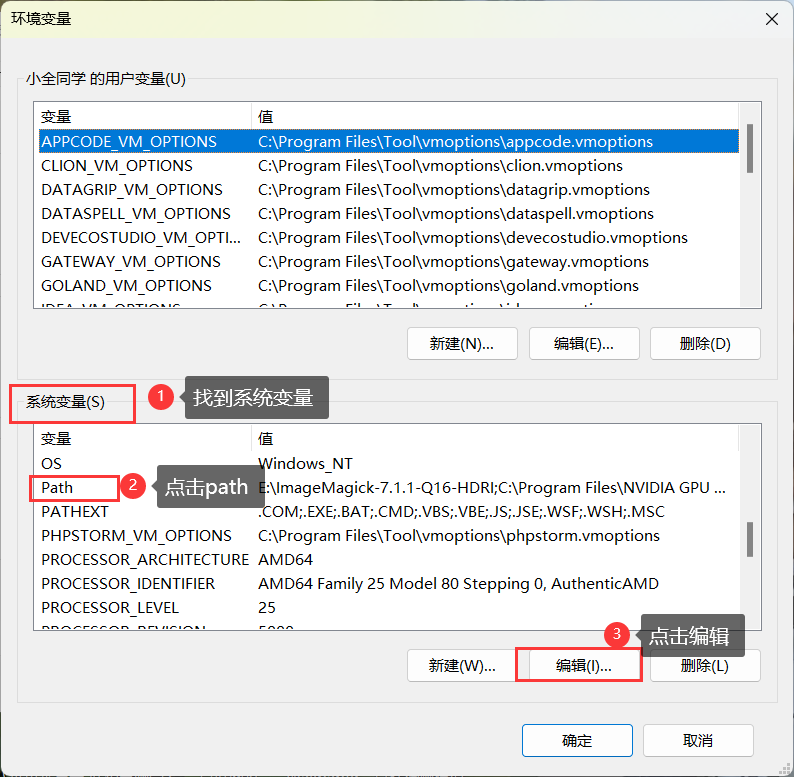 环境变量
小全同学 的用户变量(U)
变量 值
APPCODE_VM_OPTIONS C:\Program Files\Tool\vmoptions\appcode.vmoptions
CLION_VM_OPTIONS C:\Program Files\Tool\vmoptions\clion.vmoptions
DATAGRIP_VM_OPTIONS C:\Program Files\Tool\vmoptions\datagrip.vmoptions
DATASPELL_VM_OPTIONS C:\Program Files\Tool\vmoptions\dataspell.vmoptions
DEVECOSTUDIO_VM_OPTI... C:\Program Files\Tool\vmoptions\devecostudio.vmoptions
GATEWAY_VM_OPTIONS C:\Program Files\Tool\vmoptions\gateway.vmoptions
GOLAND_VM_OPTIONS C:\Program Files\Tool\vmoptions\goland.vmoptions
新建(N)... 编辑(E)... 删除(D)
系统变量(S) 1 找到系统变量
变量 值
OS Windows_NT
Path 2 点击path E:\ImageMagick-7.1.1-Q16-HDRI;C:\Program Files\NVIDIA GPU ...
PATHEXT .COM;.EXE;.BAT;.CMD;.VBS;.VBE;.JS;.JSE;.WSF;.WSH;.MSC
PHPSTORM_VM_OPTIONS C:\Program Files\Tool\vmoptions\phpstorm.vmoptions
PROCESSOR_ARCHITECTURE AMD64
PROCESSOR_IDENTIFIER AMD64 Family 25 Model 80 Stepping 0, AuthenticAMD
PROCESSOR_LEVEL 25
3 点击编辑
新建(W)... 编辑(I)... 删除(L)
确定 取消